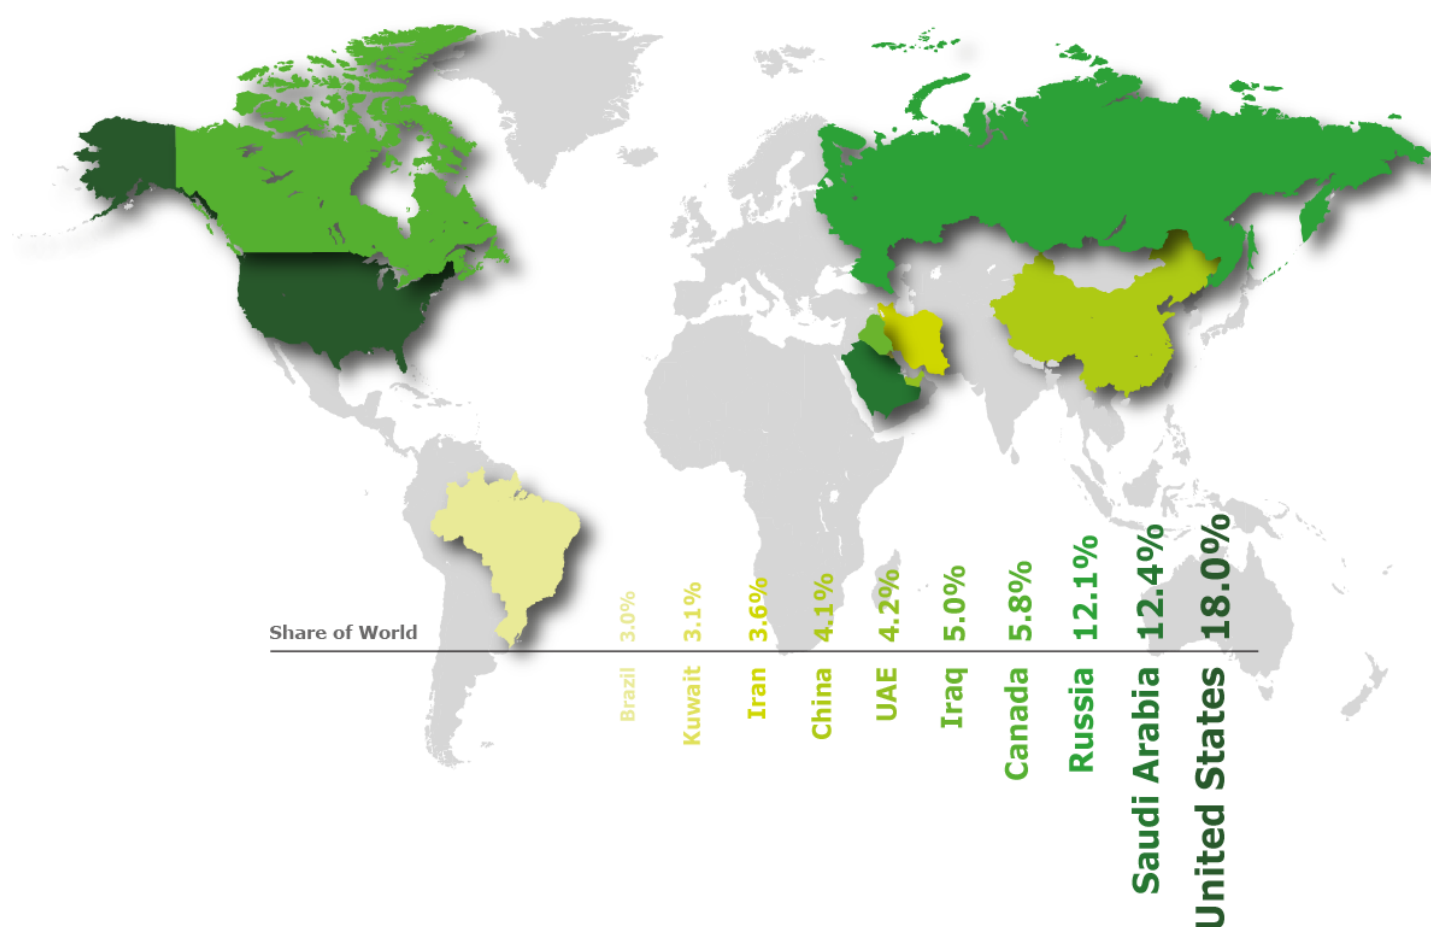 Share of World
3.0%
3.1%
3.6%
4.1%
4.2%
5.0%
5.8%
12.1%
12.4%
18.0%
Brazil
Kuwait
Iran
China
UAE
Iraq
Canada
Russia
Saudi Arabia
United States